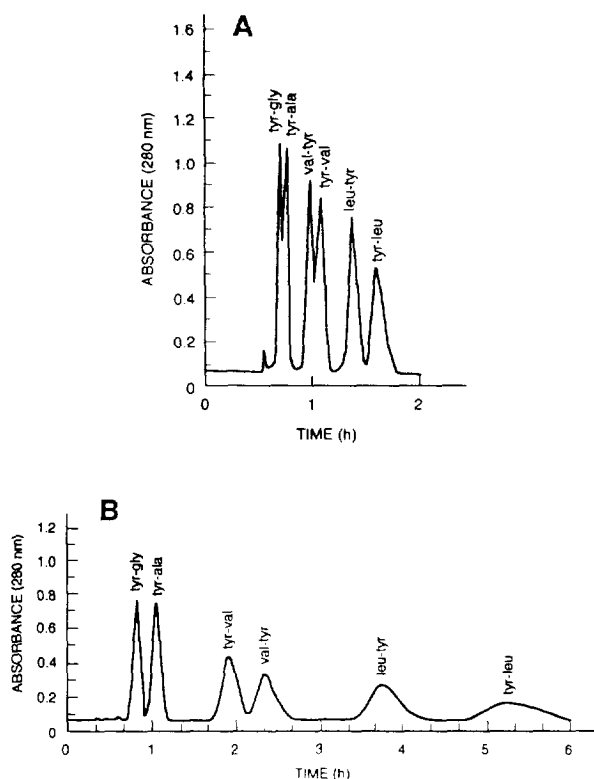 A
ABSORBANCE (280 nm)
1.6
1.4
1.2
1.0
0.8
0.6
0.4
0.2
0
tyr-gly
tyr-ala
val-tyr
tyr-val
leu-tyr
tyr-leu
0 1 2
TIME (h)
B
ABSORBANCE (280 nm)
1.2
1.0
0.8
0.6
0.4
0.2
0
tyr-gly
tyr-ala
tyr-val
val-tyr
leu-tyr
tyr-leu
0 1 2 3 4 5 6
TIME (h)